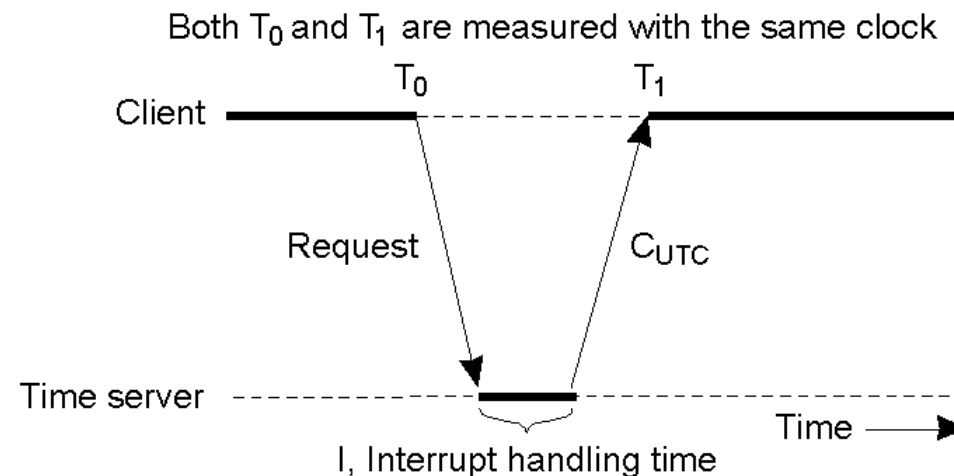 Both T₀ and T₁ are measured with the same clock
T₀
T₁
Client
Request
C_UTC
Time server
Time
I, Interrupt handling time